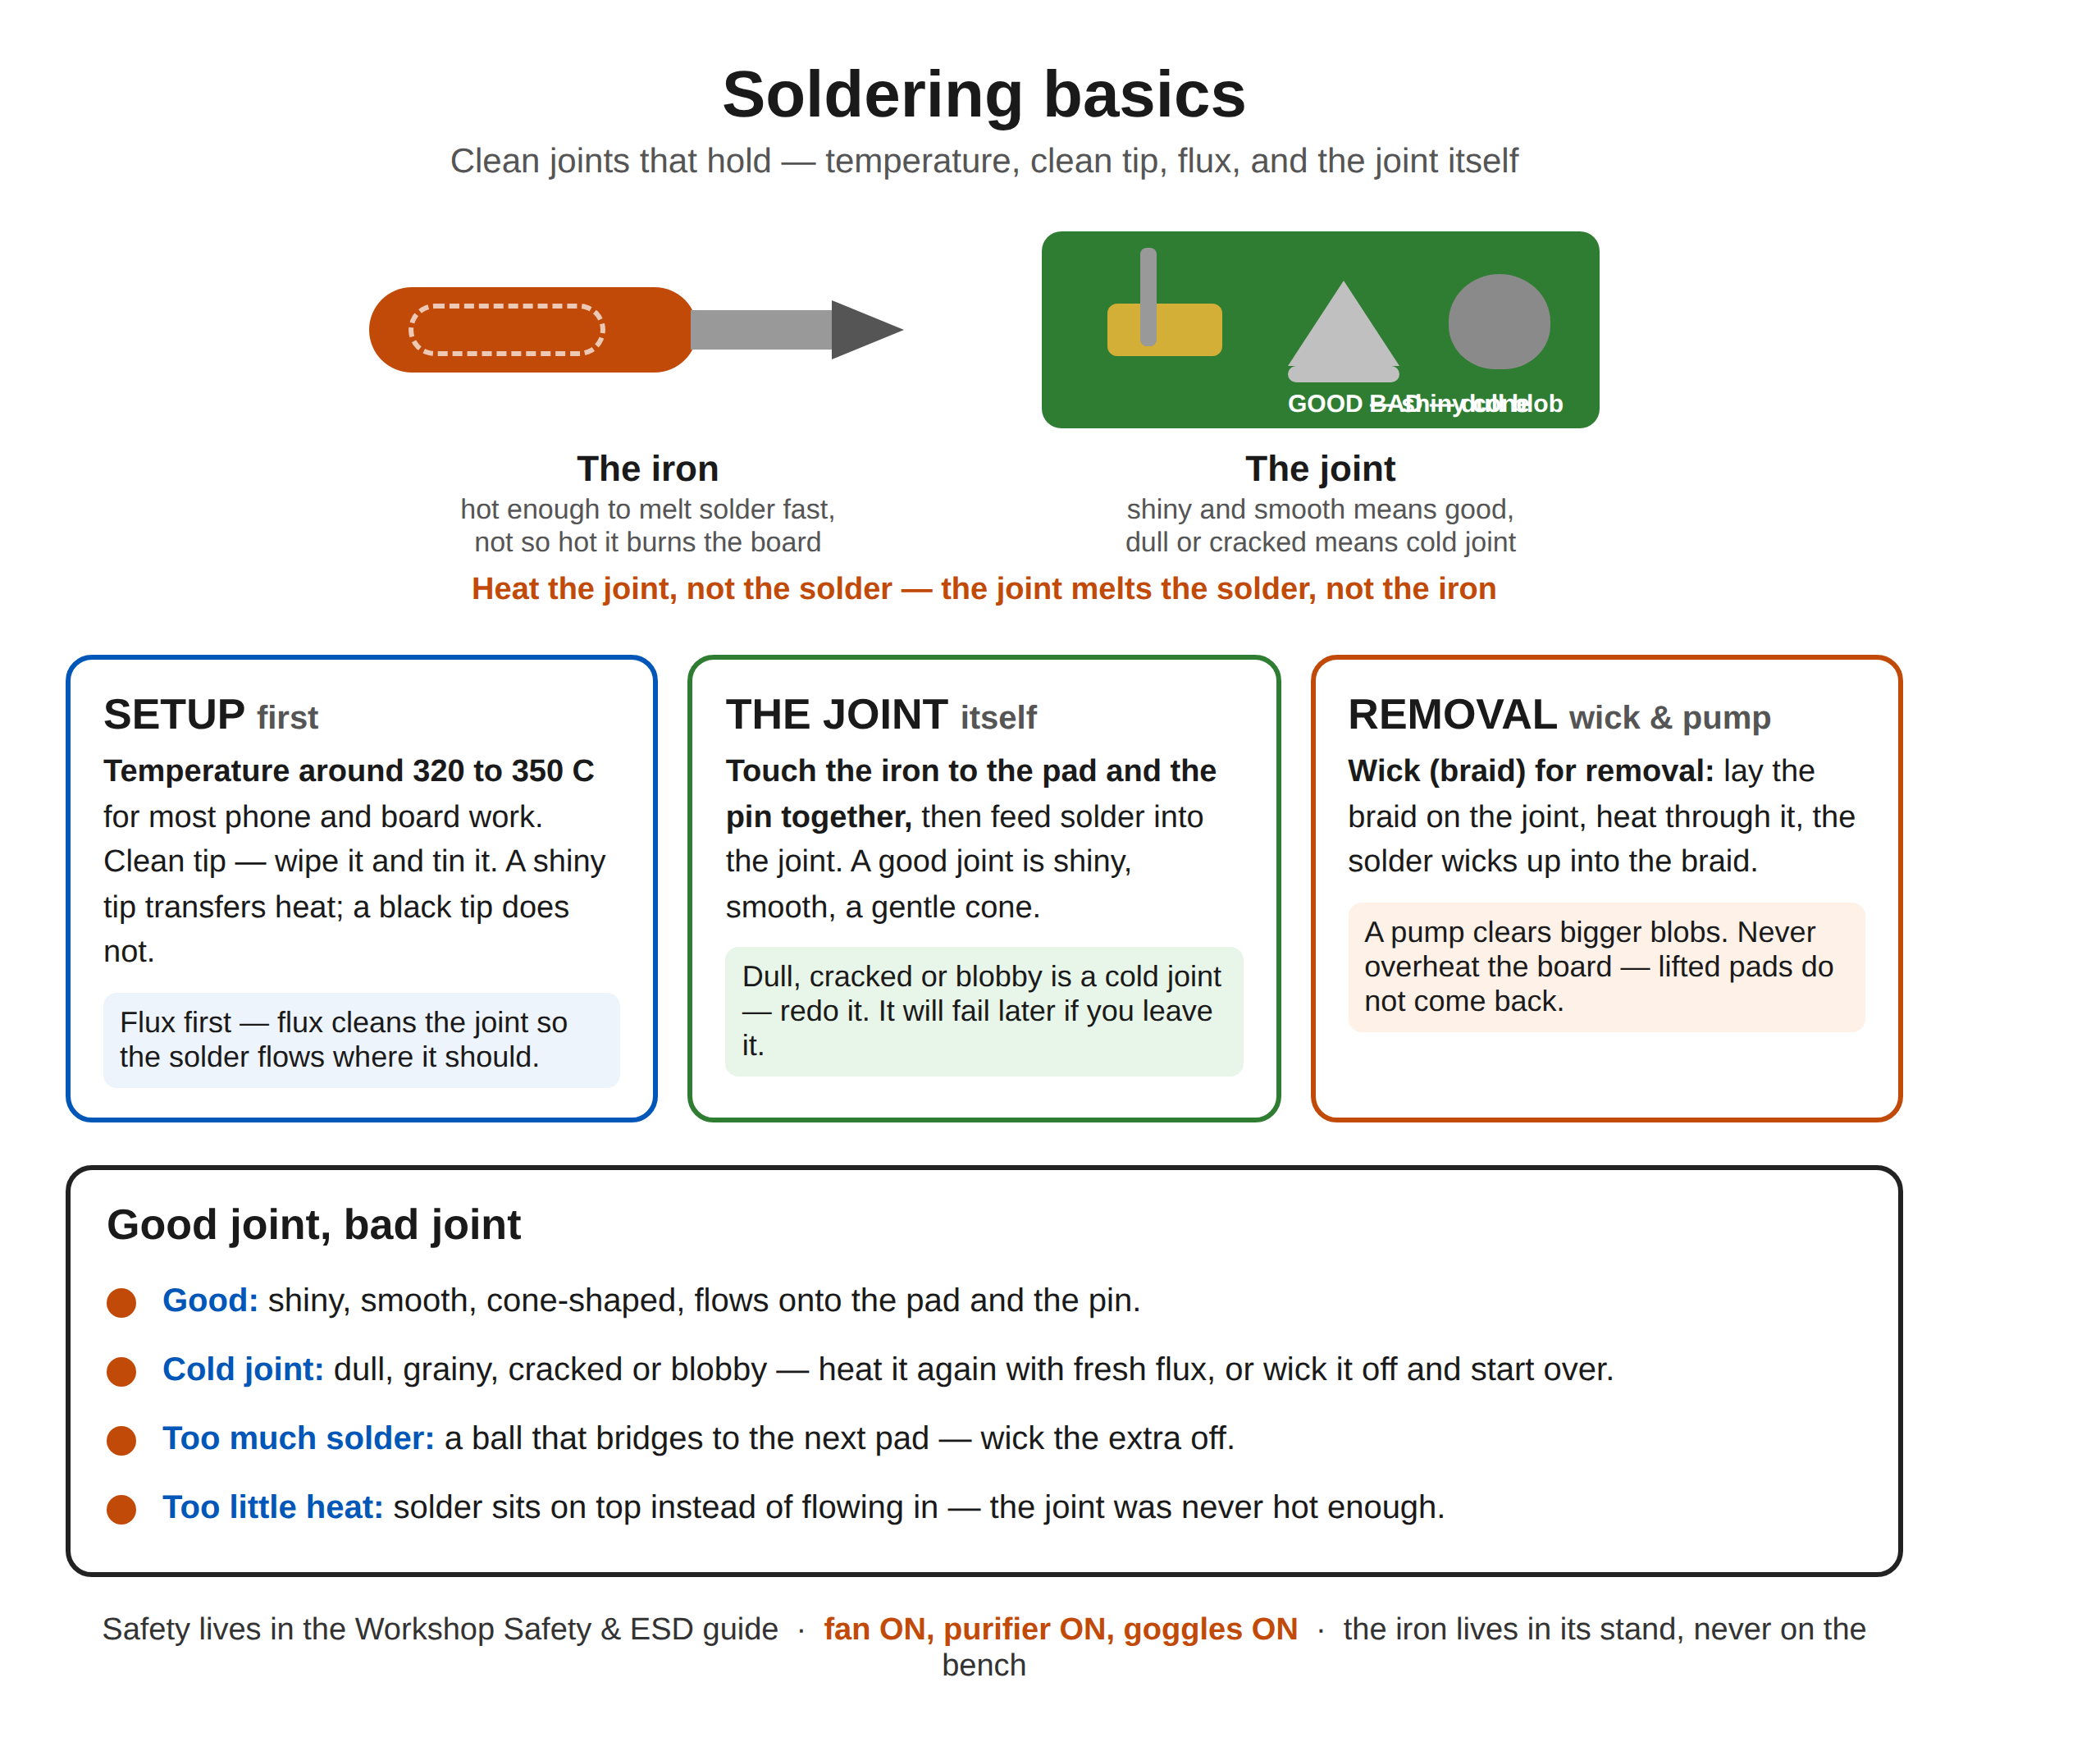 Soldering basics
Clean joints that hold — temperature, clean tip, flux, and the joint itself
GOOD — shiny cone
BAD — dull blob
The iron
hot enough to melt solder fast,
not so hot it burns the board
The joint
shiny and smooth means good,
dull or cracked means cold joint
Heat the joint, not the solder — the joint melts the solder, not the iron
SETUP first
Temperature around 320 to 350 C
for most phone and board work.
Clean tip — wipe it and tin it. A shiny
tip transfers heat; a black tip does
not.
Flux first — flux cleans the joint so
the solder flows where it should.
THE JOINT itself
Touch the iron to the pad and the
pin together, then feed solder into
the joint. A good joint is shiny,
smooth, a gentle cone.
Dull, cracked or blobby is a cold joint
— redo it. It will fail later if you leave
it.
REMOVAL wick & pump
Wick (braid) for removal: lay the
braid on the joint, heat through it, the
solder wicks up into the braid.
A pump clears bigger blobs. Never
overheat the board — lifted pads do
not come back.
Good joint, bad joint
Good: shiny, smooth, cone-shaped, flows onto the pad and the pin.
Cold joint: dull, grainy, cracked or blobby — heat it again with fresh flux, or wick it off and start over.
Too much solder: a ball that bridges to the next pad — wick the extra off.
Too little heat: solder sits on top instead of flowing in — the joint was never hot enough.
Safety lives in the Workshop Safety & ESD guide · fan ON, purifier ON, goggles ON · the iron lives in its stand, never on the
bench